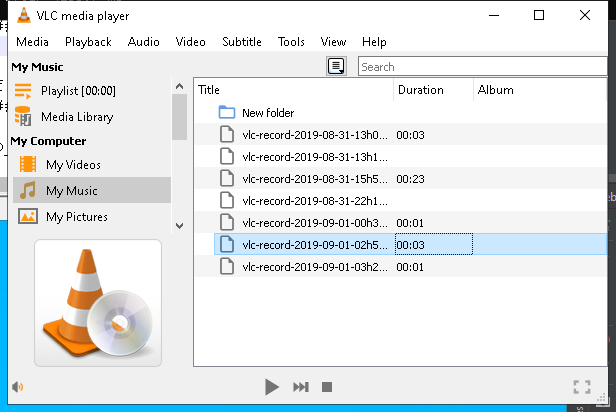 VLC media player
Media Playback Audio Video Subtitle Tools View Help
My Music
Search
Playlist [00:00]
Media Library
My Computer
My Videos
My Music
My Pictures
Title Duration Album
New folder
vlc-record-2019-08-31-13h0... 00:03
vlc-record-2019-08-31-13h1...
vlc-record-2019-08-31-15h5... 00:23
vlc-record-2019-08-31-22h1...
vlc-record-2019-09-01-00h3... 00:01
vlc-record-2019-09-01-02h5... 00:03
vlc-record-2019-09-01-03h2... 00:01